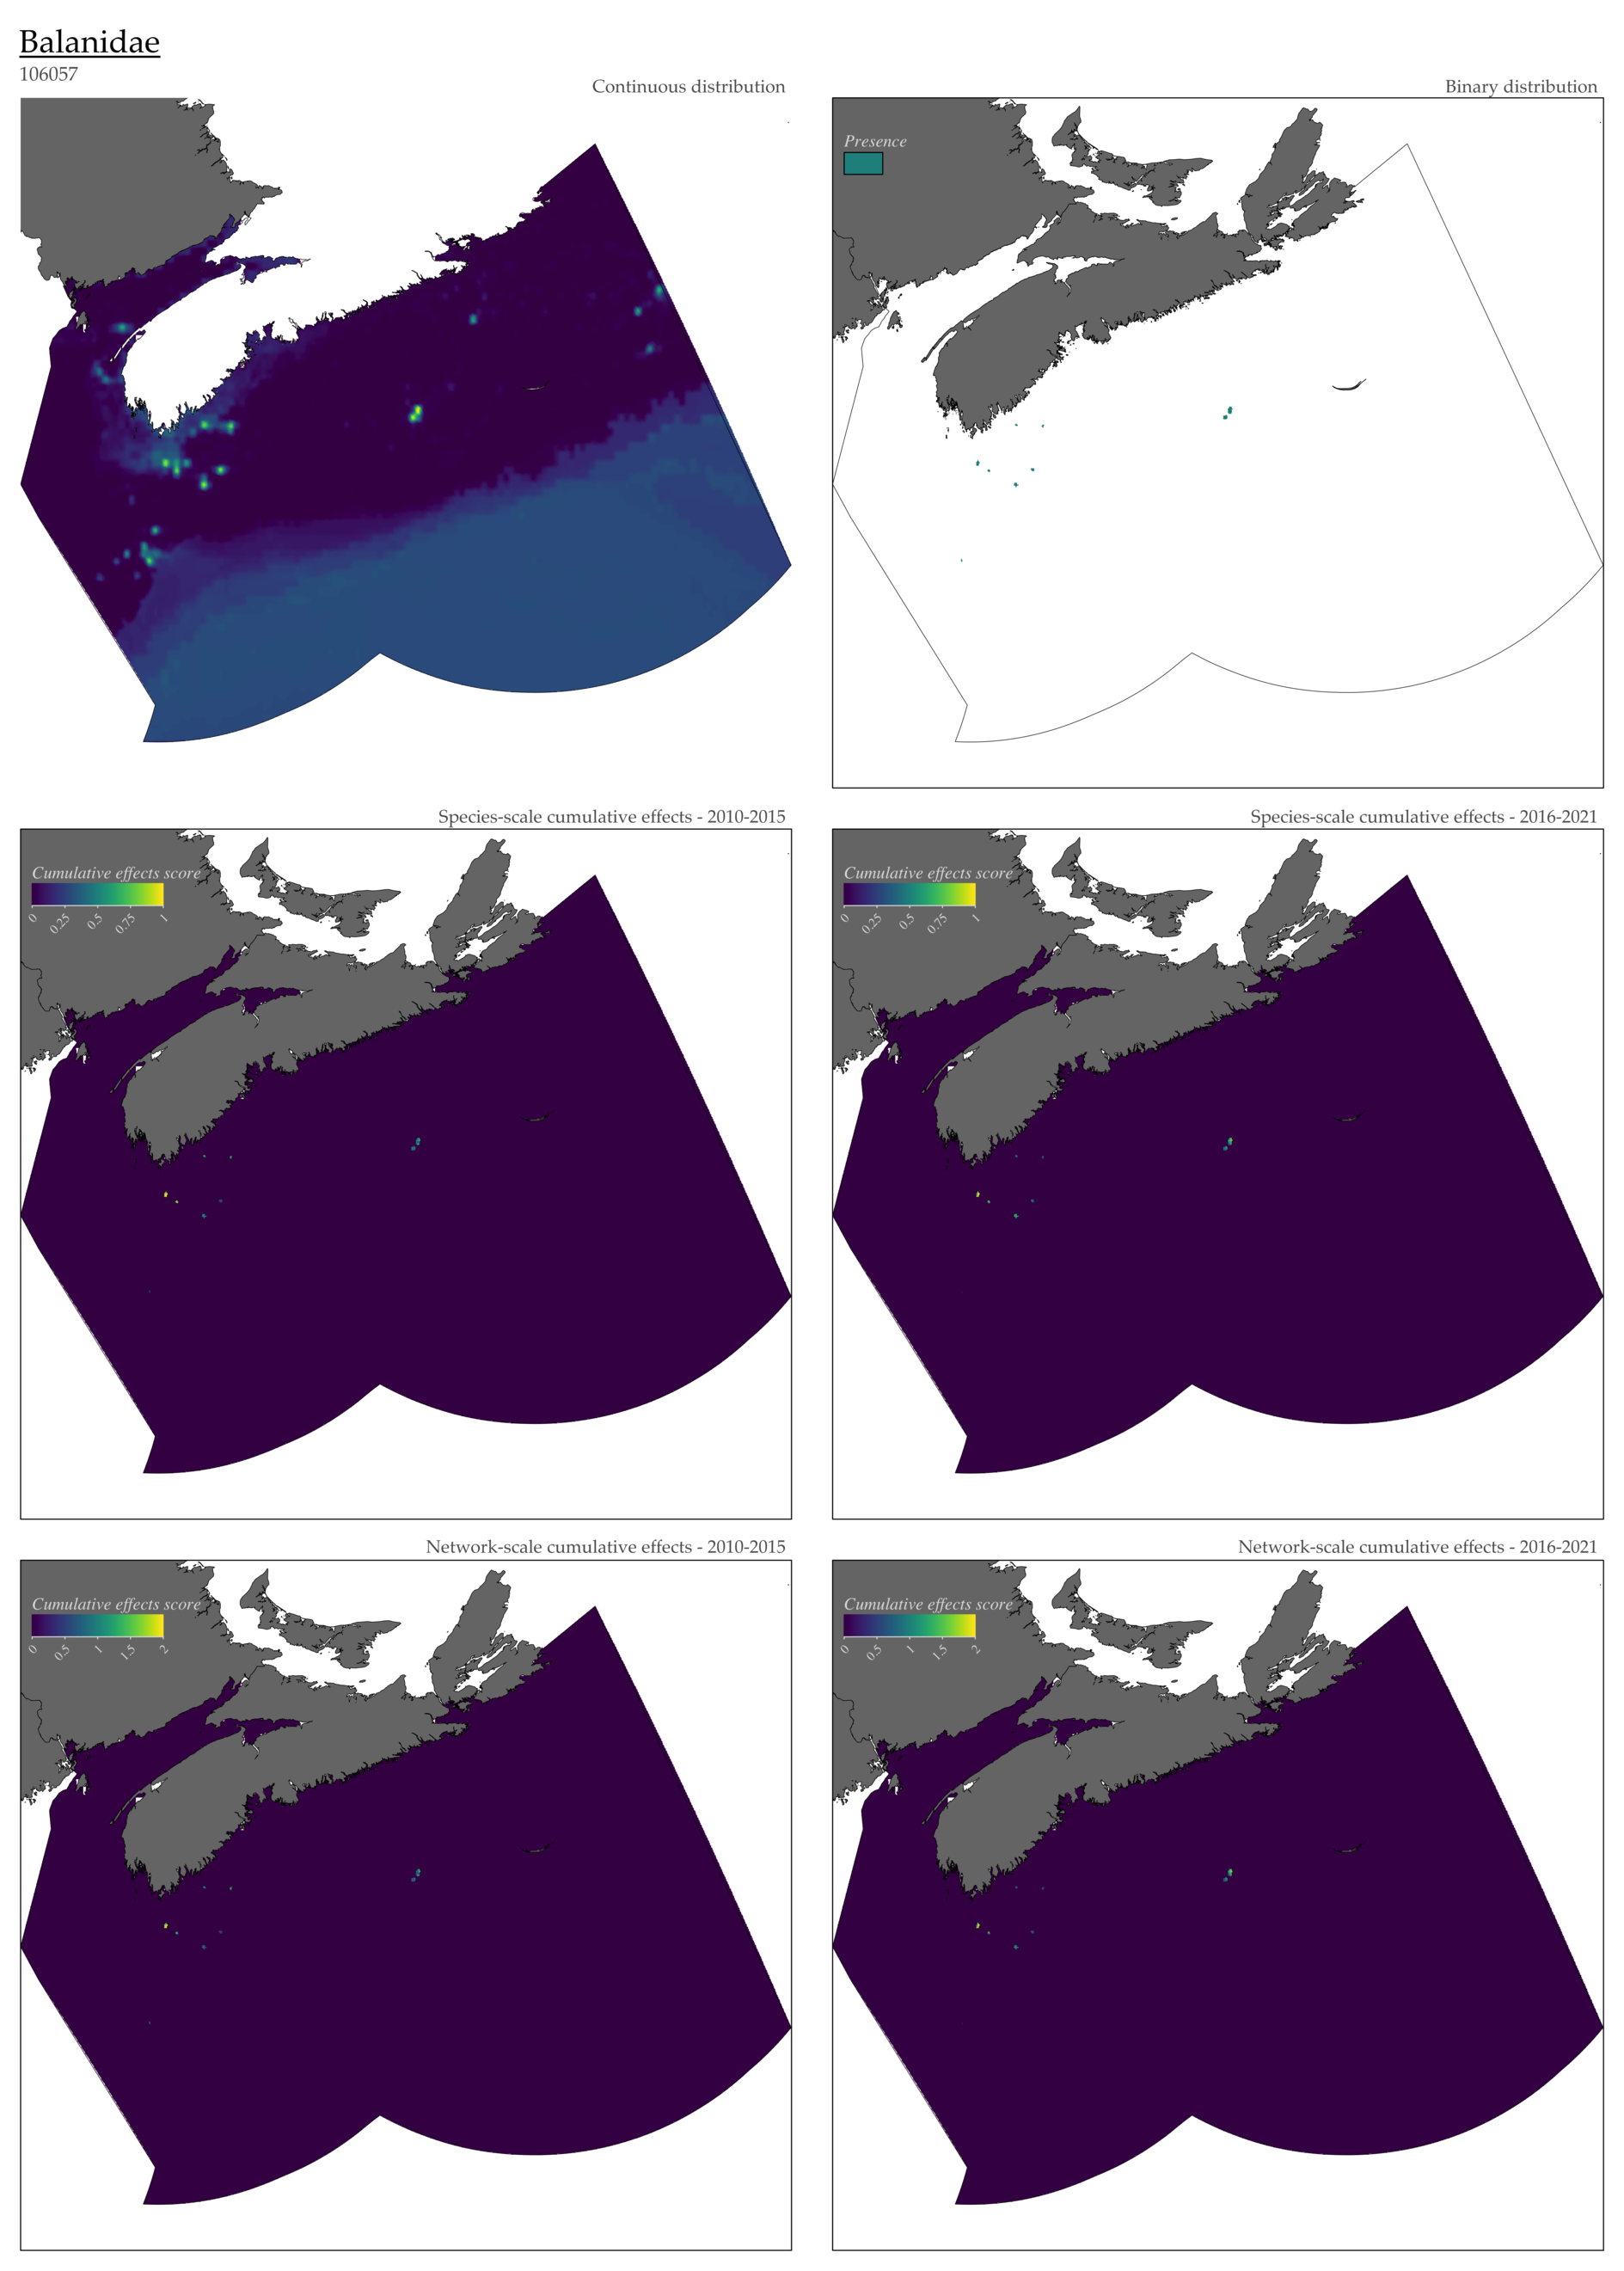 Balanidae
106057
Continuous distribution
Binary distribution
Presence
Species-scale cumulative effects - 2010-2015
Species-scale cumulative effects - 2016-2021
Cumulative effects score
0 0.25 0.5 0.75 1
Cumulative effects score
0 0.25 0.5 0.75 1
Network-scale cumulative effects - 2010-2015
Network-scale cumulative effects - 2016-2021
Cumulative effects score
0 0.5 1 1.5 2
Cumulative effects score
0 0.5 1 1.5 2